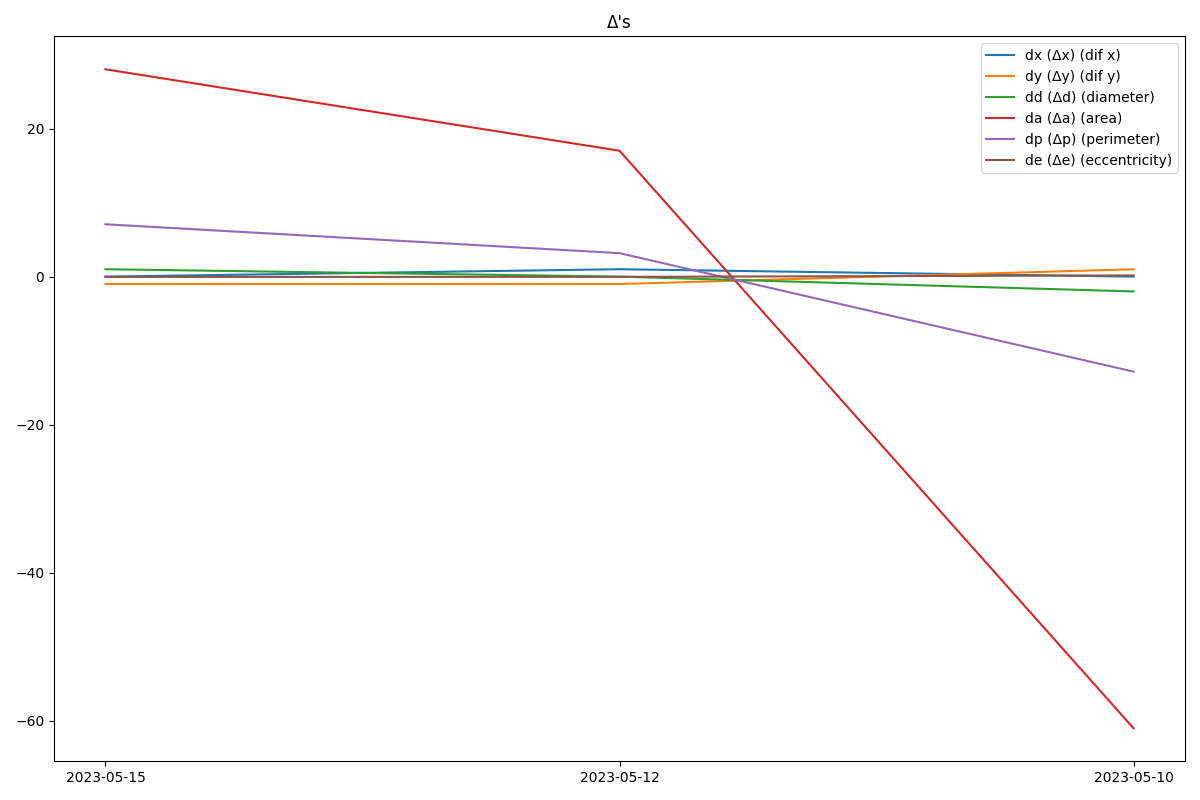 Δ's
dx (Δx) (dif x)
dy (Δy) (dif y)
dd (Δd) (diameter)
da (Δa) (area)
dp (Δp) (perimeter)
de (Δe) (eccentricity)
20
0
−20
−40
−60
2023-05-15
2023-05-12
2023-05-10